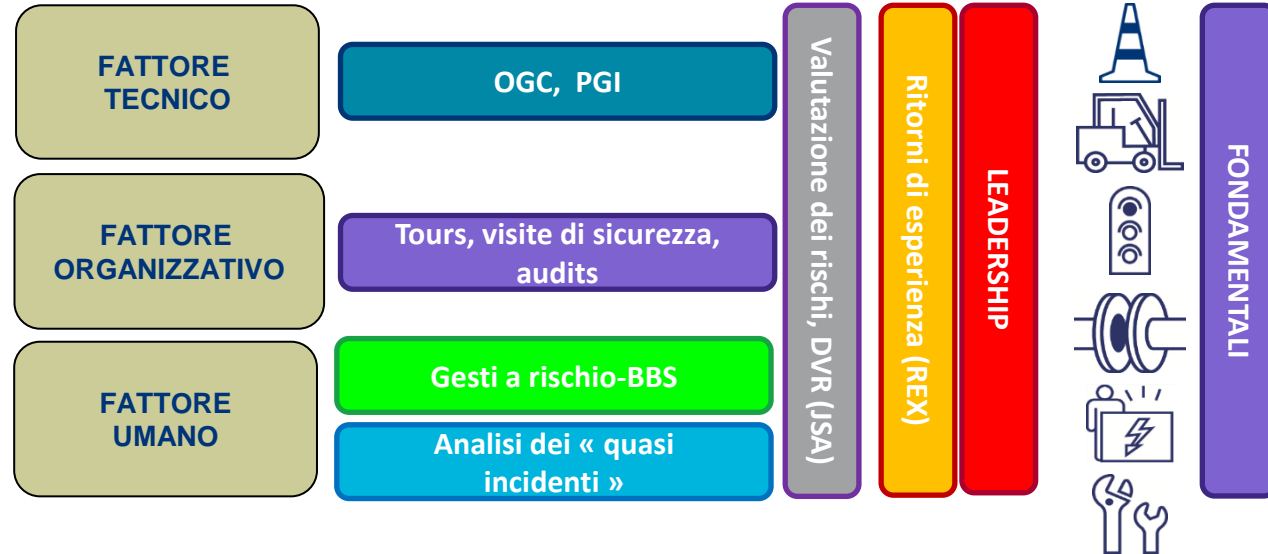 FATTORE
TECNICO
OGC, PGI
FATTORE
ORGANIZZATIVO
Tours, visite di sicurezza,
audits
FATTORE
UMANO
Gesti a rischio-BBS
Analisi dei « quasi
incidenti »
Valutazione dei rischi, DVR (JSA)
Ritorni di esperienza (REX)
LEADERSHIP
FONDAMENTALI